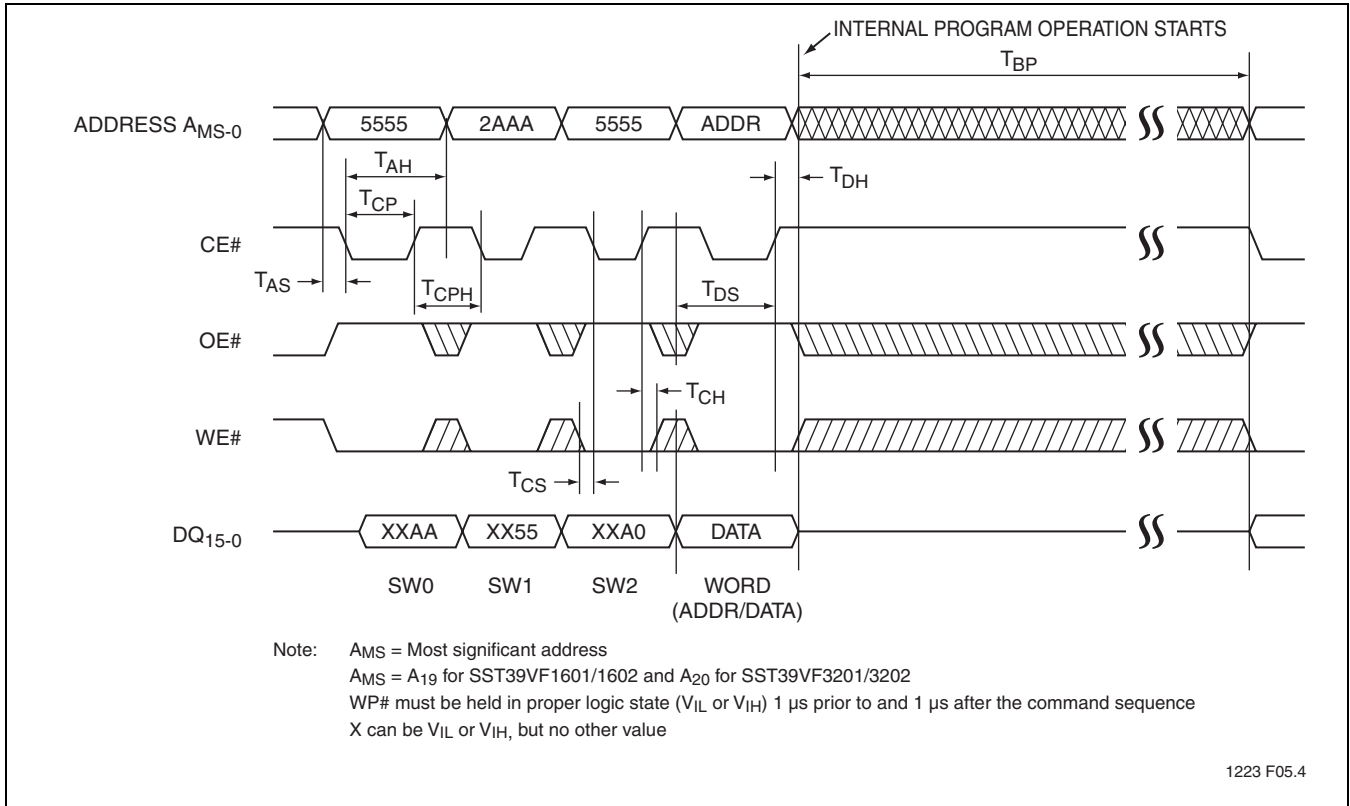 INTERNAL PROGRAM OPERATION STARTS
TBP
ADDRESS AMS-0 5555 2AAA 5555 ADDR
TAH
TDH
TCP
CE#
TAS
TCPH
TDS
OE#
TCH
WE#
TCS
DQ15-0 XXAA XX55 XXA0 DATA
SW0 SW1 SW2 WORD
(ADDR/DATA)
Note: AMS = Most significant address
AMS = A19 for SST39VF1601/1602 and A20 for SST39VF3201/3202
WP# must be held in proper logic state (VIL or VIH) 1 µs prior to and 1 µs after the command sequence
X can be VIL or VIH, but no other value
1223 F05.4